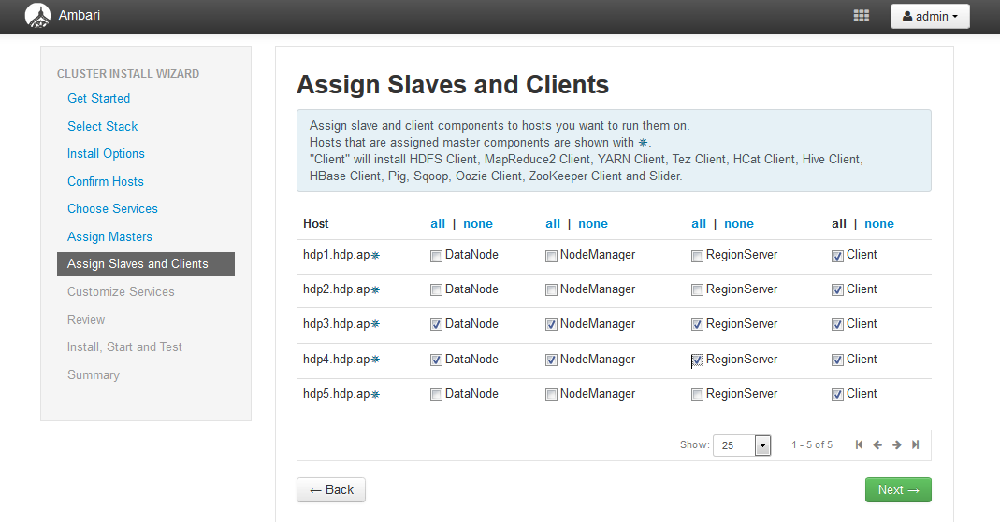 Ambari
admin
CLUSTER INSTALL WIZARD
Get Started
Select Stack
Install Options
Confirm Hosts
Choose Services
Assign Masters
Assign Slaves and Clients
Customize Services
Review
Install, Start and Test
Summary
Assign Slaves and Clients
Assign slave and client components to hosts you want to run them on.
Hosts that are assigned master components are shown with ✵.
"Client" will install HDFS Client, MapReduce2 Client, YARN Client, Tez Client, HCat Client, Hive Client,
HBase Client, Pig, Sqoop, Oozie Client, ZooKeeper Client and Slider.
Host all | none all | none all | none all | none
hdp1.hdp.ap✵ DataNode NodeManager RegionServer Client
hdp2.hdp.ap✵ DataNode NodeManager RegionServer Client
hdp3.hdp.ap✵ DataNode NodeManager RegionServer Client
hdp4.hdp.ap✵ DataNode NodeManager RegionServer Client
hdp5.hdp.ap✵ DataNode NodeManager RegionServer Client
Show: 25 1 - 5 of 5
← Back
Next →